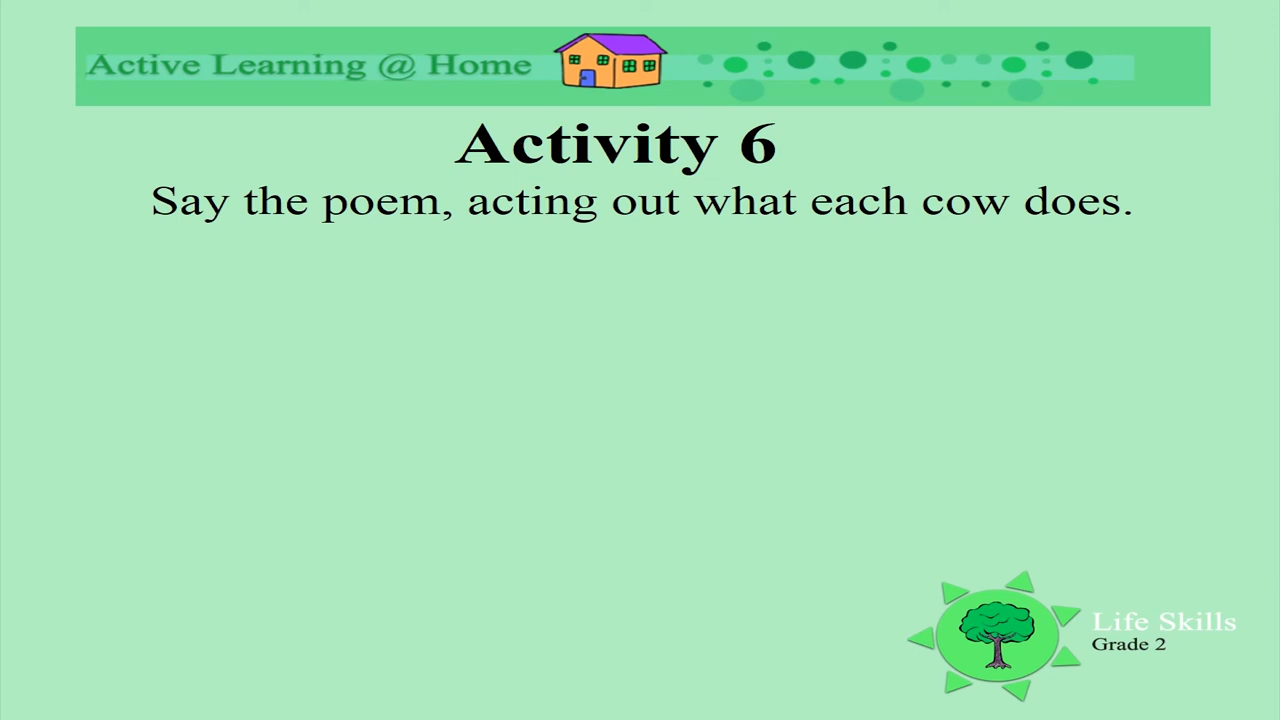 Active Learning @ Home
Activity 6
Say the poem, acting out what each cow does.
Life Skills
Grade 2